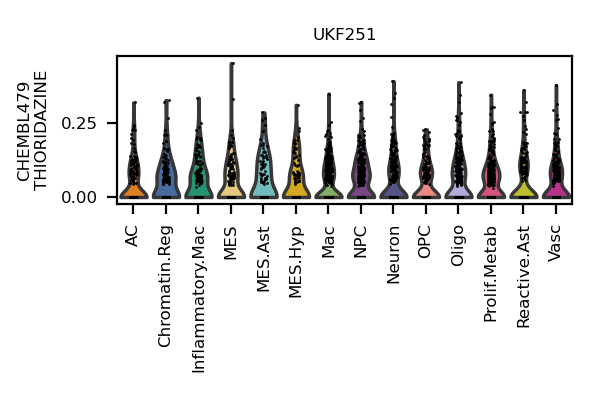 UKF251
CHEMBL479
THIORIDAZINE
0.25
0.00
AC
Chromatin.Reg
Inflammatory.Mac
MES
MES.Ast
MES.Hyp
Mac
NPC
Neuron
OPC
Oligo
Prolif.Metab
Reactive.Ast
Vasc